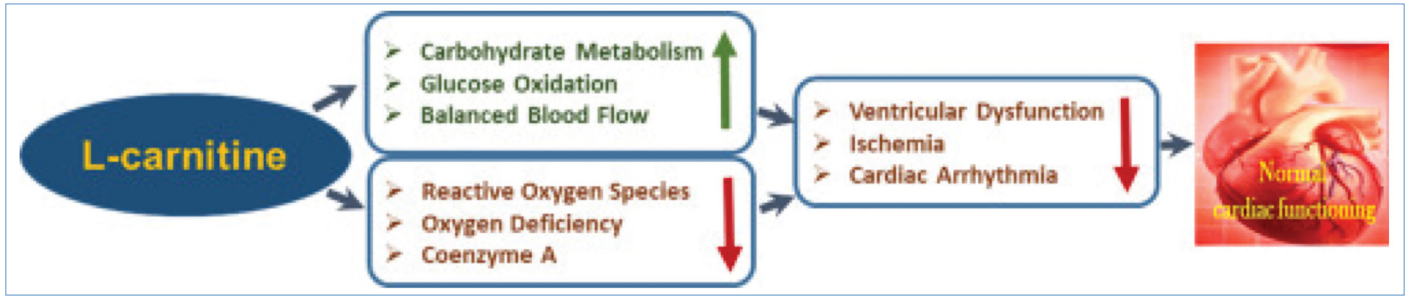 L-carnitine
Carbohydrate Metabolism
Glucose Oxidation
Balanced Blood Flow
Reactive Oxygen Species
Oxygen Deficiency
Coenzyme A
Ventricular Dysfunction
Ischemia
Cardiac Arrhythmia
Normal
cardiac functioning